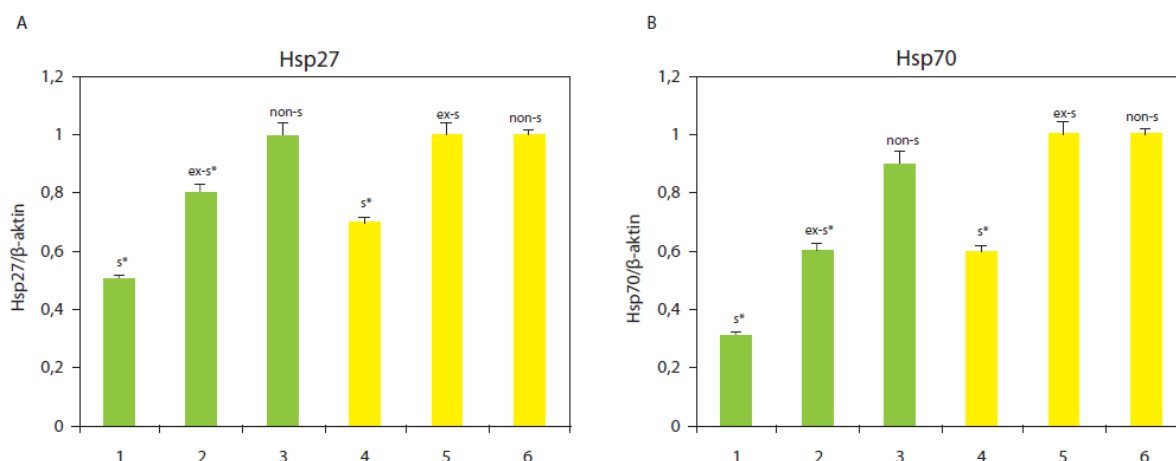 A
Hsp27
Hsp27/β-aktin
1,2
1
0,8
0,6
0,4
0,2
0
s*
ex-s*
non-s
s*
ex-s
non-s
1 2 3 4 5 6
B
Hsp70
Hsp70/β-aktin
1,2
1
0,8
0,6
0,4
0,2
0
s*
ex-s*
non-s
s*
ex-s
non-s
1 2 3 4 5 6